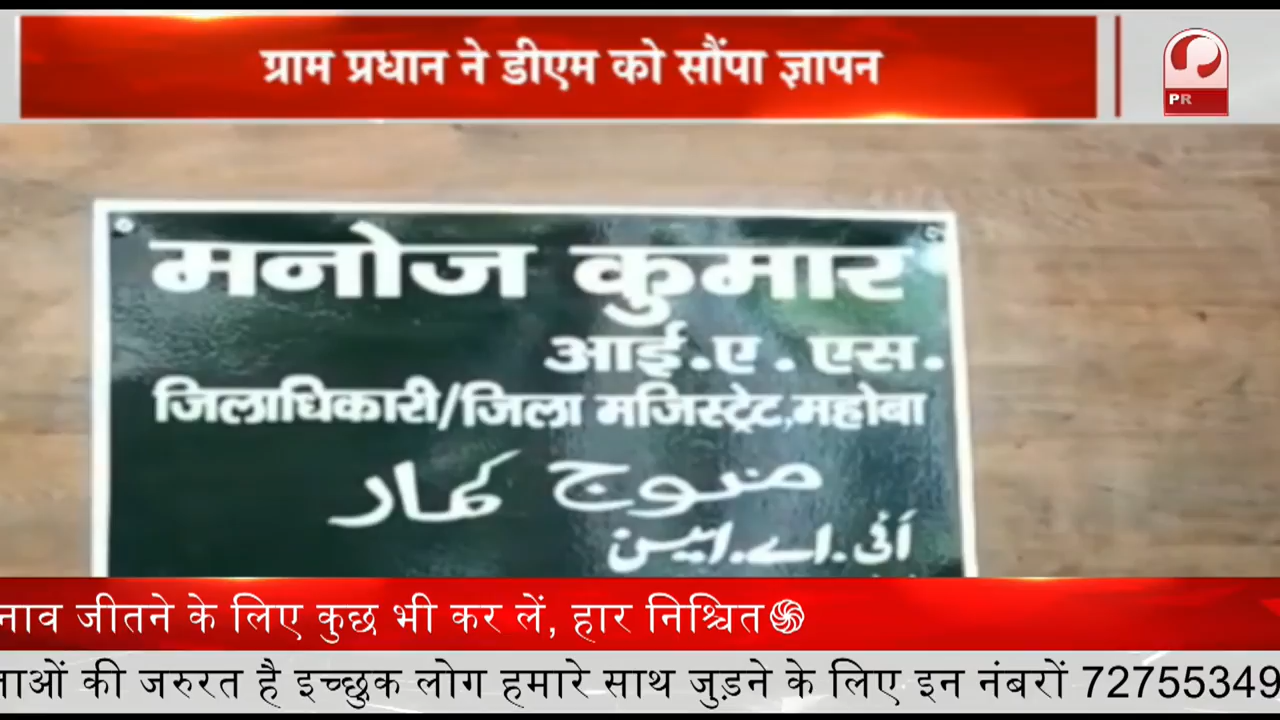 ग्राम प्रधान ने डीएम को सौंपा ज्ञापन
PR
मनोज कुमार
आई.ए.एस.
जिलाधिकारी/जिला मजिस्ट्रेट,महोबा
منوج کمار
آئی.اے.ایس
नाव जीतने के लिए कुछ भी कर लें, हार निश्चित
ताओं की जरुरत है इच्छुक लोग हमारे साथ जुड़ने के लिए इन नंबरों 72755349